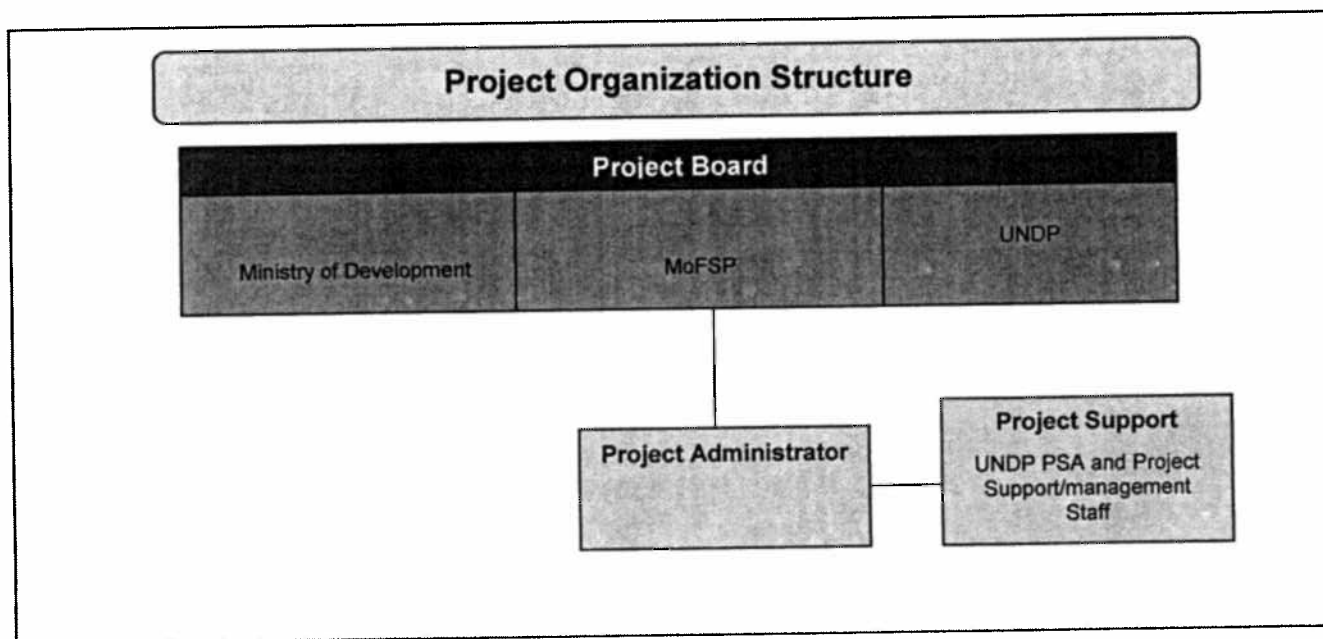 Project Organization Structure
Project Board
Ministry of Development
MoFSP
UNDP
Project Administrator
Project Support
UNDP PSA and Project
Support/management
Staff